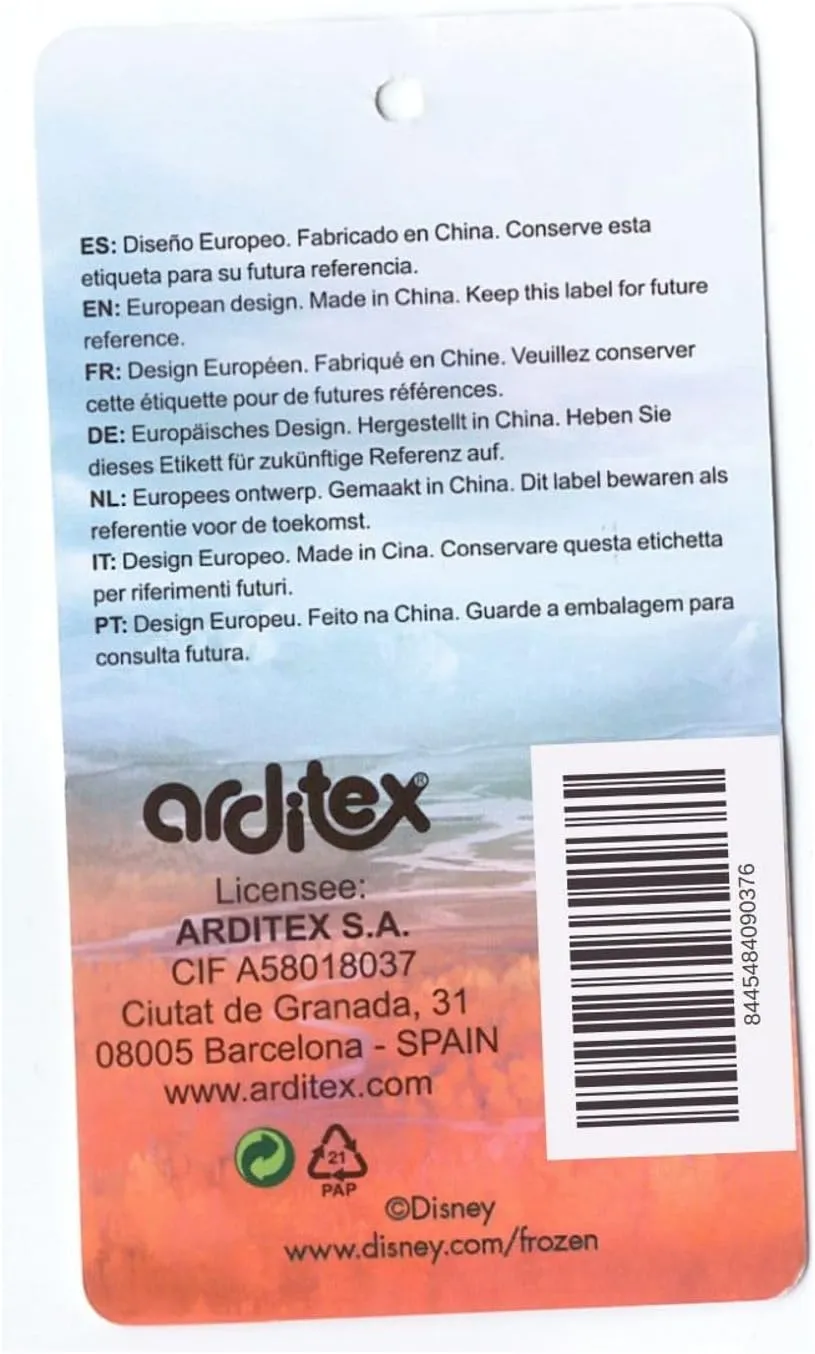 ES: Diseño Europeo. Fabricado en China. Conserve esta
etiqueta para su futura referencia.
EN: European design. Made in China. Keep this label for future
reference.
FR: Design Européen. Fabriqué en Chine. Veuillez conserver
cette étiquette pour de futures références.
DE: Europäisches Design. Hergestellt in China. Heben Sie
dieses Etikett für zukünftige Referenz auf.
NL: Europees ontwerp. Gemaakt in China. Dit label bewaren als
referentie voor de toekomst.
IT: Design Europeo. Made in Cina. Conservare questa etichetta
per riferimenti futuri.
PT: Design Europeu. Feito na China. Guarde a embalagem para
consulta futura.
arditex®
Licensee:
ARDITEX S.A.
CIF A58018037
Ciutat de Granada, 31
08005 Barcelona - SPAIN
www.arditex.com
21
PAP
©Disney
www.disney.com/frozen
8445484090376